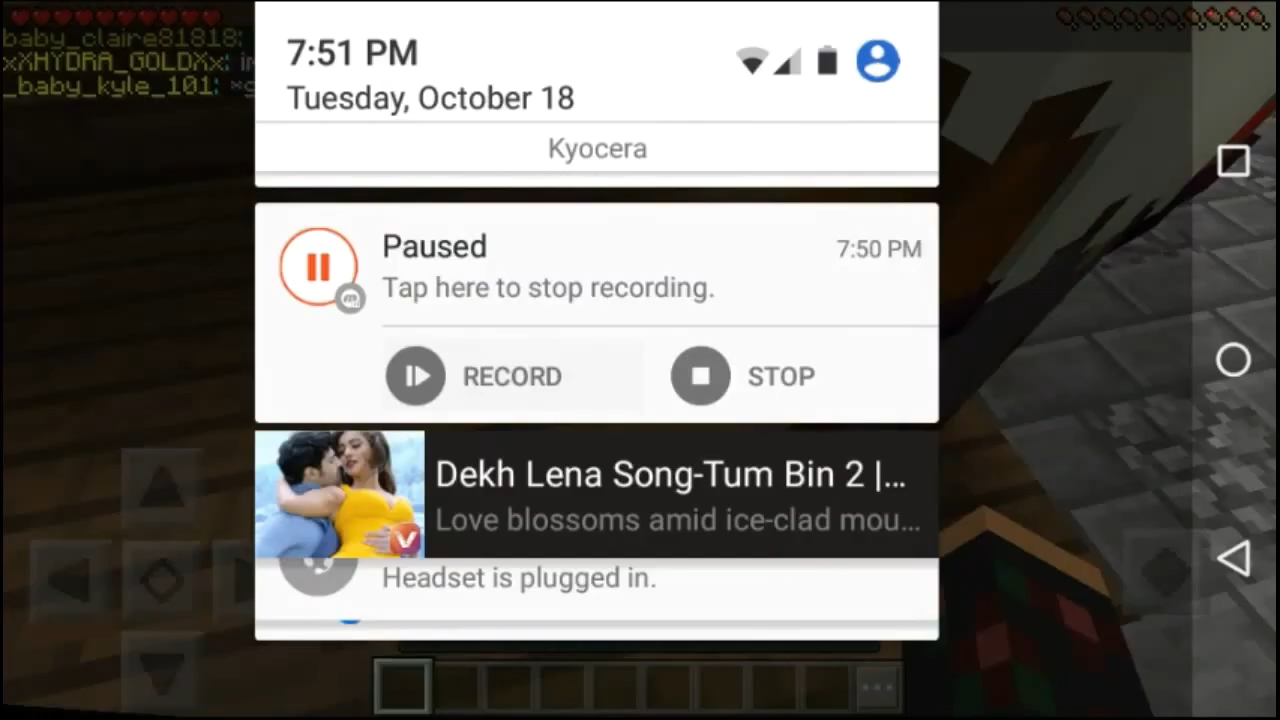 baby_claire81818:
xXHYDRA_GOLDXx: i
_baby_kyle_101: *g
7:51 PM
Tuesday, October 18
Kyocera
Paused
7:50 PM
Tap here to stop recording.
RECORD
STOP
Dekh Lena Song-Tum Bin 2 |...
Love blossoms amid ice-clad mou...
Headset is plugged in.